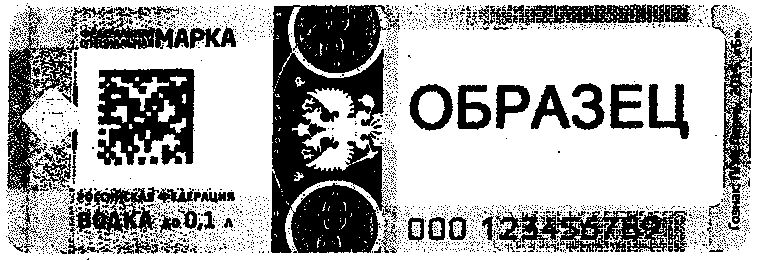 МАРКА
РОССИЙСКАЯ ФЕДЕРАЦИЯ
ВОДКА до 0,1 л
ОБРАЗЕЦ
000 123456789